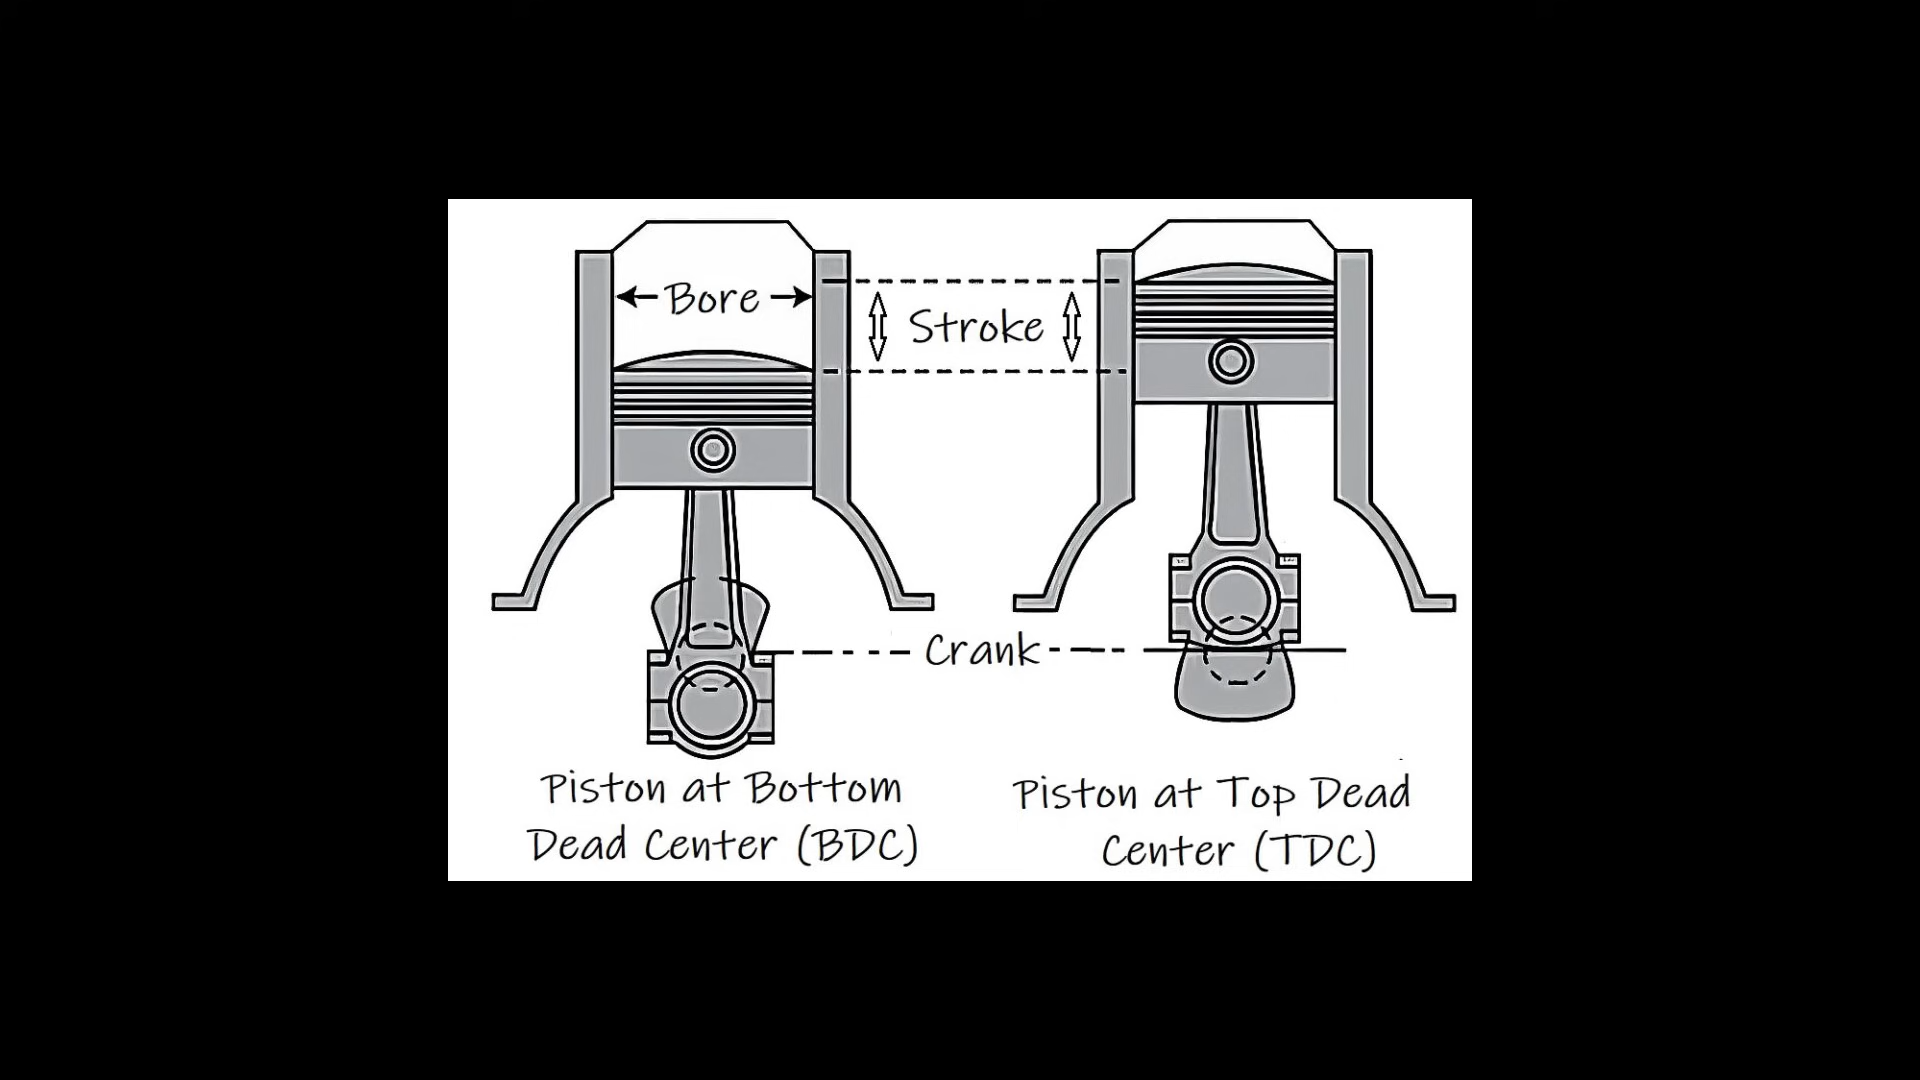 Bore
Stroke
Crank
Piston at Bottom
Dead Center (BDC)
Piston at Top Dead
Center (TDC)